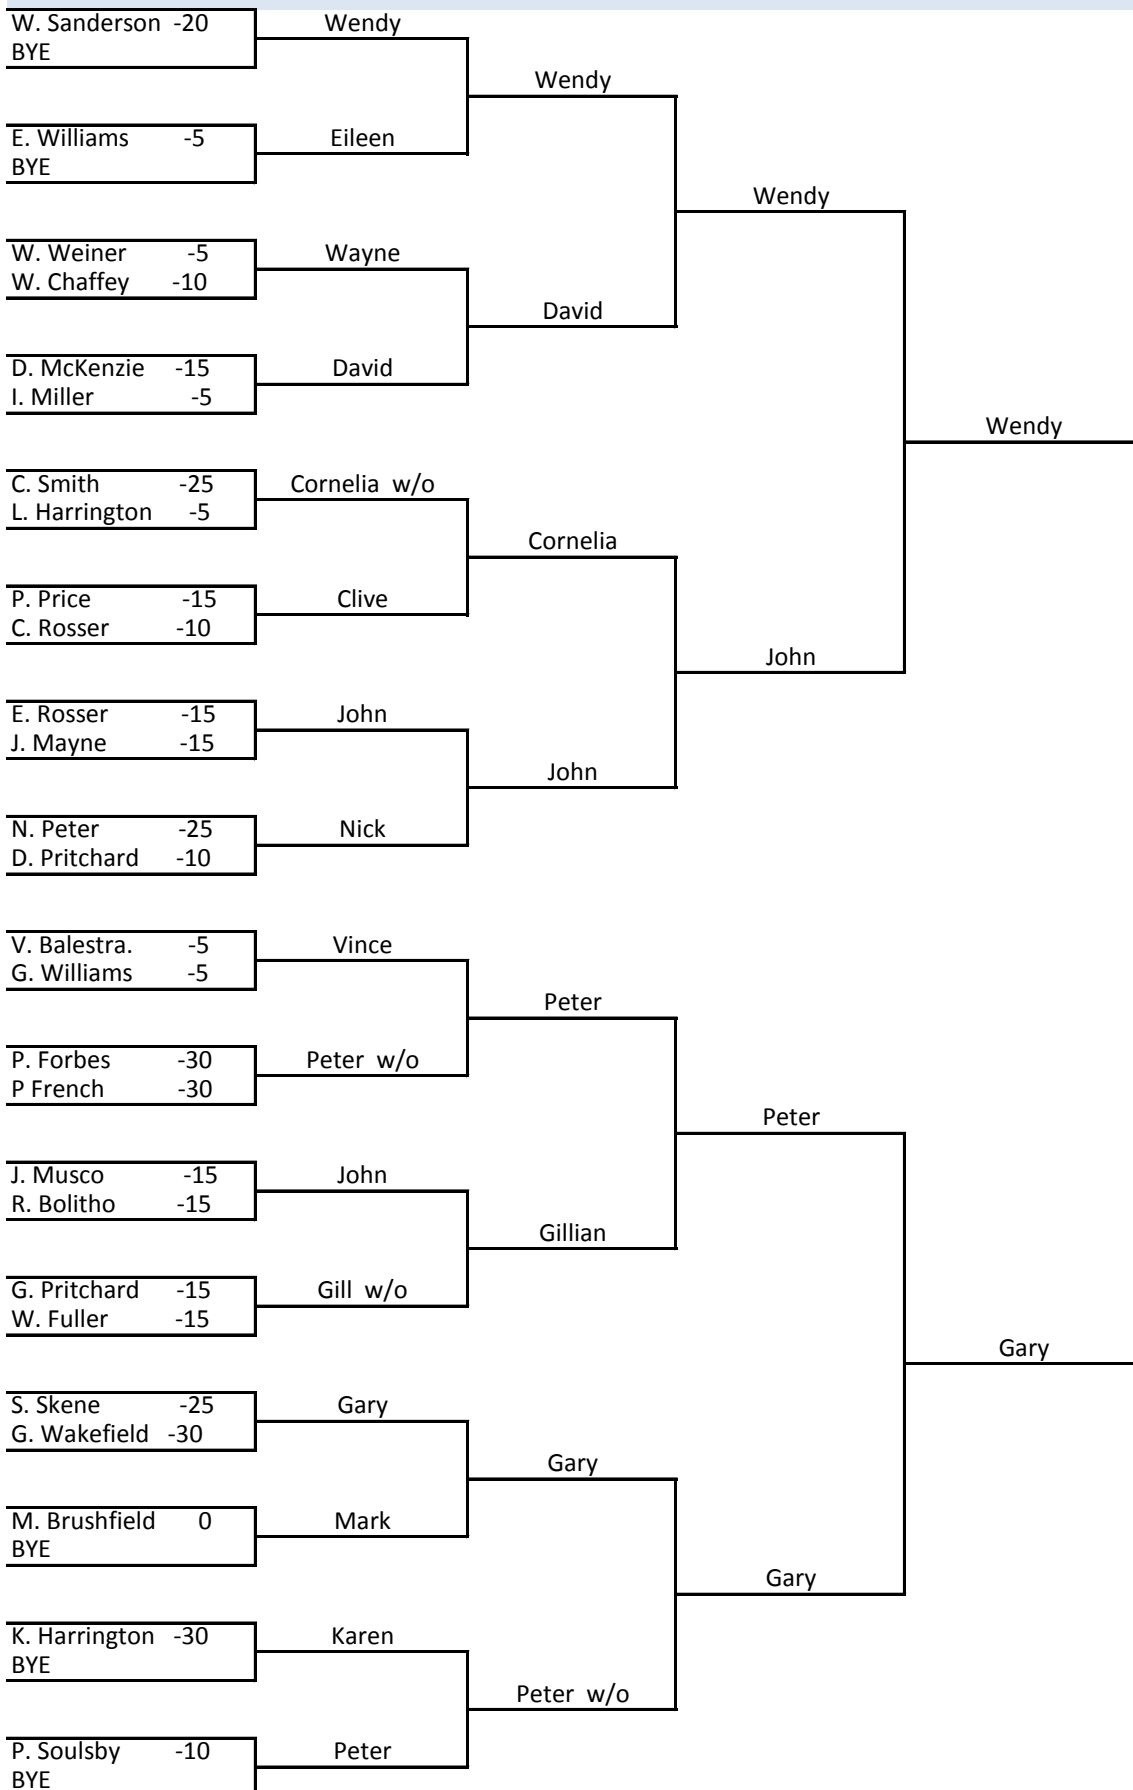 W. Sanderson -20
BYE
Wendy
Wendy
E. Williams -5
BYE
Eileen
Wendy
W. Weiner -5
W. Chaffey -10
Wayne
David
D. McKenzie -15
I. Miller -5
David
Wendy
C. Smith -25
L. Harrington -5
Cornelia w/o
Cornelia
P. Price -15
C. Rosser -10
Clive
John
E. Rosser -15
J. Mayne -15
John
John
N. Peter -25
D. Pritchard -10
Nick
V. Balestra. -5
G. Williams -5
Vince
Peter
P. Forbes -30
P French -30
Peter w/o
Peter
J. Musco -15
R. Bolitho -15
John
Gillian
G. Pritchard -15
W. Fuller -15
Gill w/o
Gary
S. Skene -25
G. Wakefield -30
Gary
Gary
M. Brushfield 0
BYE
Mark
Gary
K. Harrington -30
BYE
Karen
Peter w/o
P. Soulsby -10
BYE
Peter